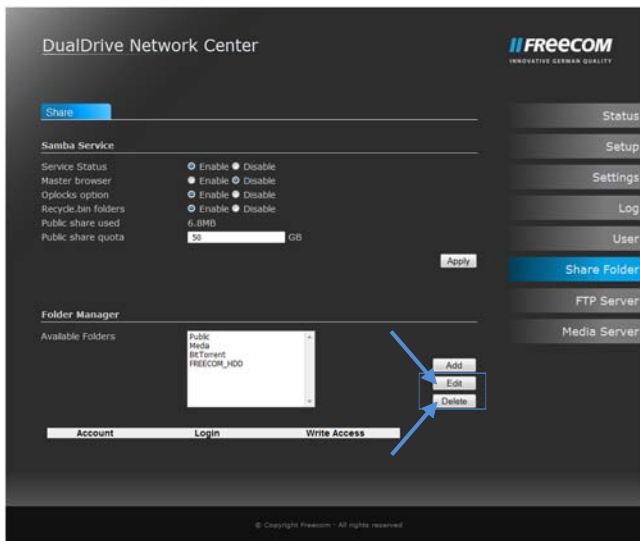 DualDrive Network Center
FREECOM
INNOVATIVE GERMAN QUALITY
Share
Samba Service
Service Status Enable Disable
Master browser Enable Disable
Oplocks option Enable Disable
Recycle.bin folders Enable Disable
Public share used 6.8MB
Public share quota 50 GB
Apply
Folder Manager
Available Folders
Public
Media
BitTorrent
FREECOM_HDD
Add
Edit
Delete
Account Login Write Access
Status
Setup
Settings
Log
User
Share Folder
FTP Server
Media Server
© Copyright Freecom - All rights reserved